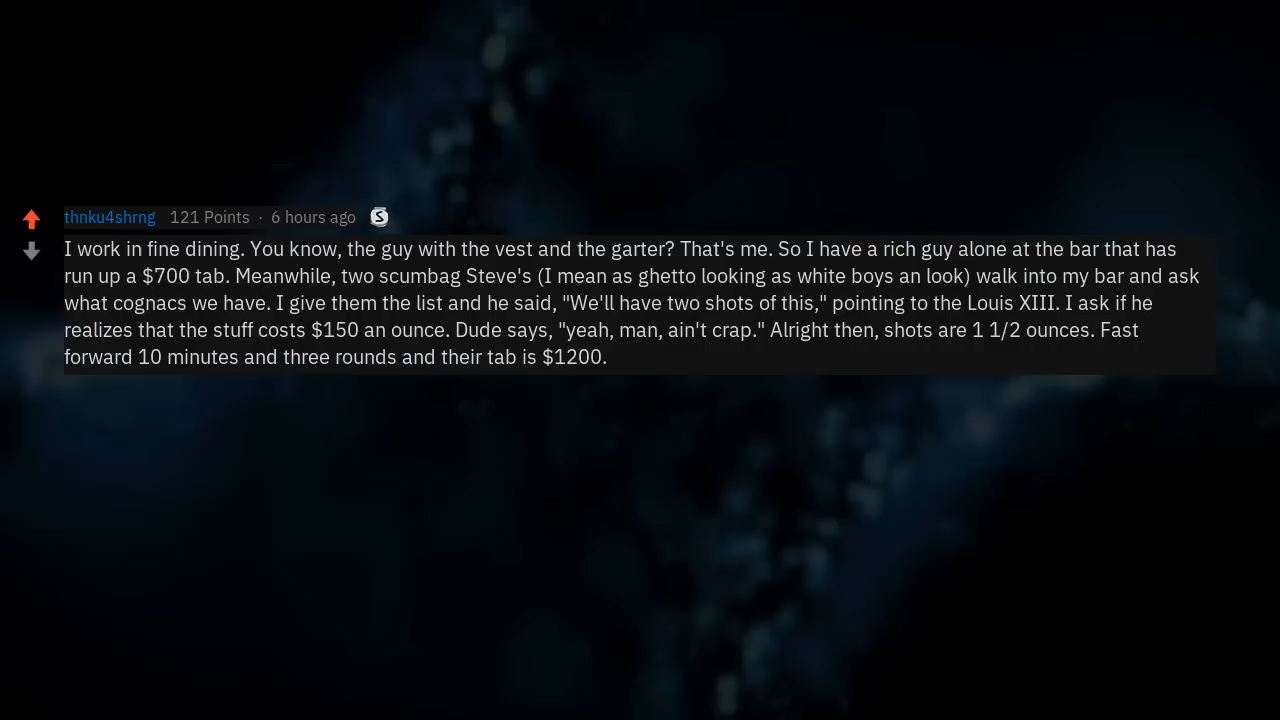 thnku4shrng 121 Points · 6 hours ago S
I work in fine dining. You know, the guy with the vest and the garter? That's me. So I have a rich guy alone at the bar that has
run up a $700 tab. Meanwhile, two scumbag Steve's (I mean as ghetto looking as white boys an look) walk into my bar and ask
what cognacs we have. I give them the list and he said, "We'll have two shots of this," pointing to the Louis XIII. I ask if he
realizes that the stuff costs $150 an ounce. Dude says, "yeah, man, ain't crap." Alright then, shots are 1 1/2 ounces. Fast
forward 10 minutes and three rounds and their tab is $1200.